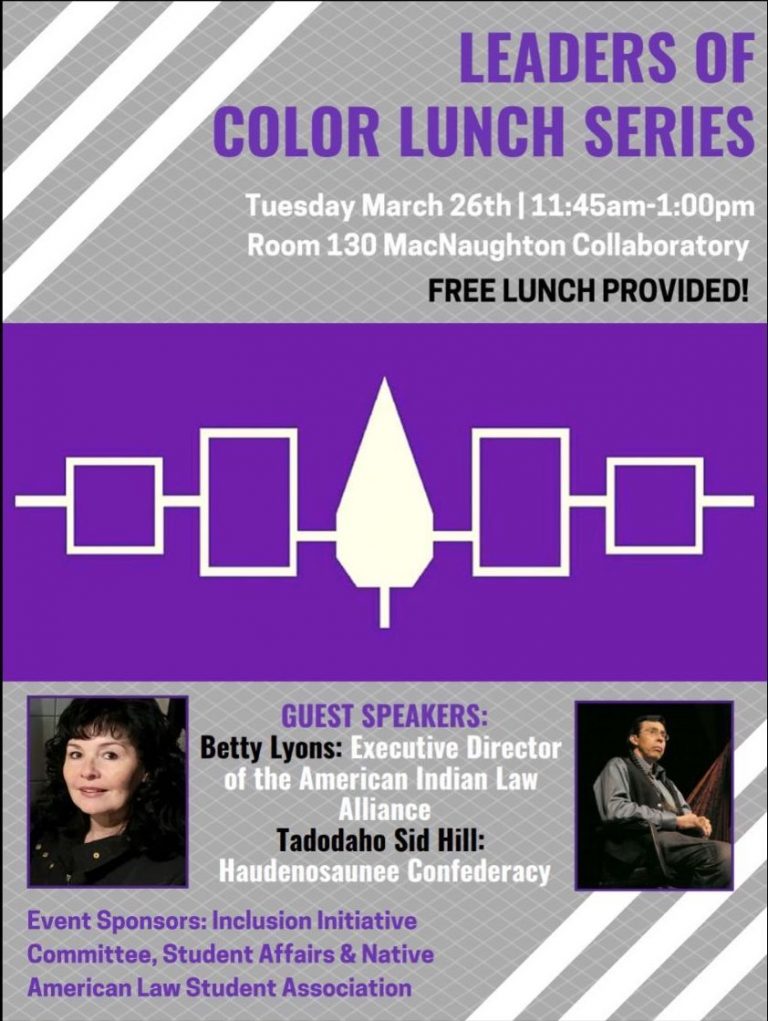 LEADERS OF
COLOR LUNCH SERIES
Tuesday March 26th | 11:45am-1:00pm
Room 130 MacNaughton Collaboratory
FREE LUNCH PROVIDED!
GUEST SPEAKERS:
Betty Lyons: Executive Director
of the American Indian Law
Alliance
Tadodaho Sid Hill:
Haudenosaunee Confederacy
Event Sponsors: Inclusion Initiative
Committee, Student Affairs & Native
American Law Student Association